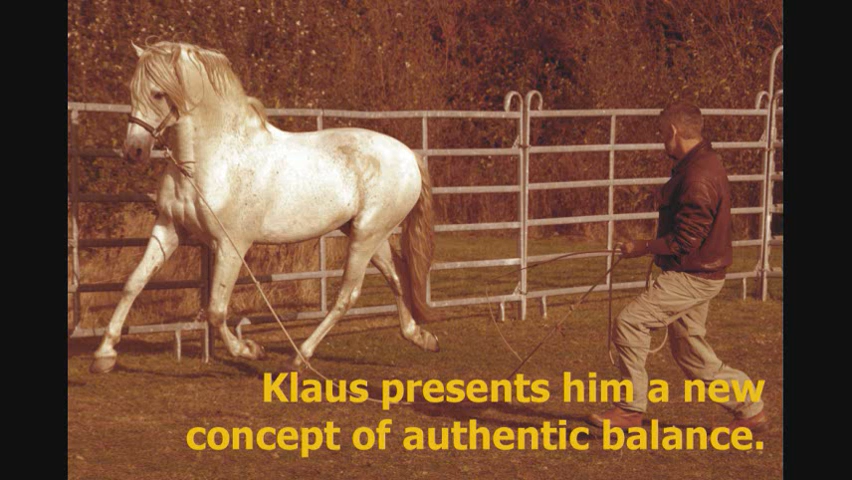 Klaus presents him a new
concept of authentic balance.